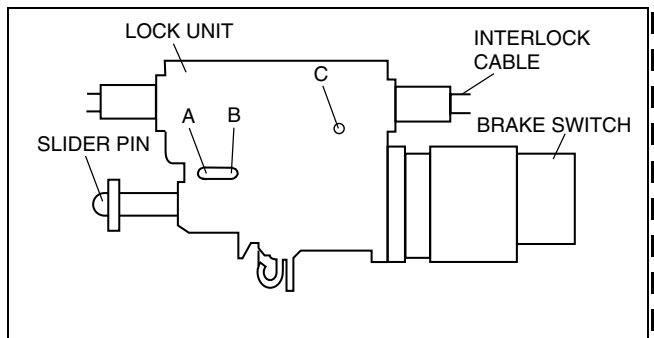 LOCK UNIT
INTERLOCK
CABLE
C
A
B
BRAKE SWITCH
SLIDER PIN